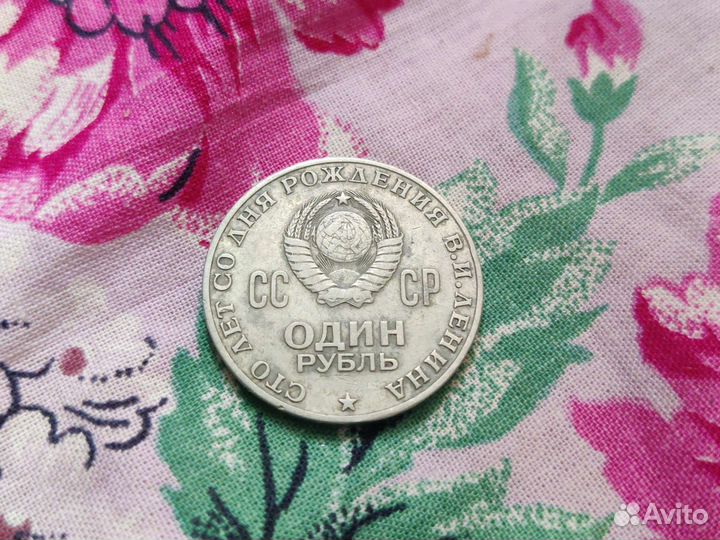 СТО ЛЕТ СО ДНЯ РОЖДЕНИЯ В.И.ЛЕНИНА
СС СР
ОДИН
РУБЛЬ
Avito